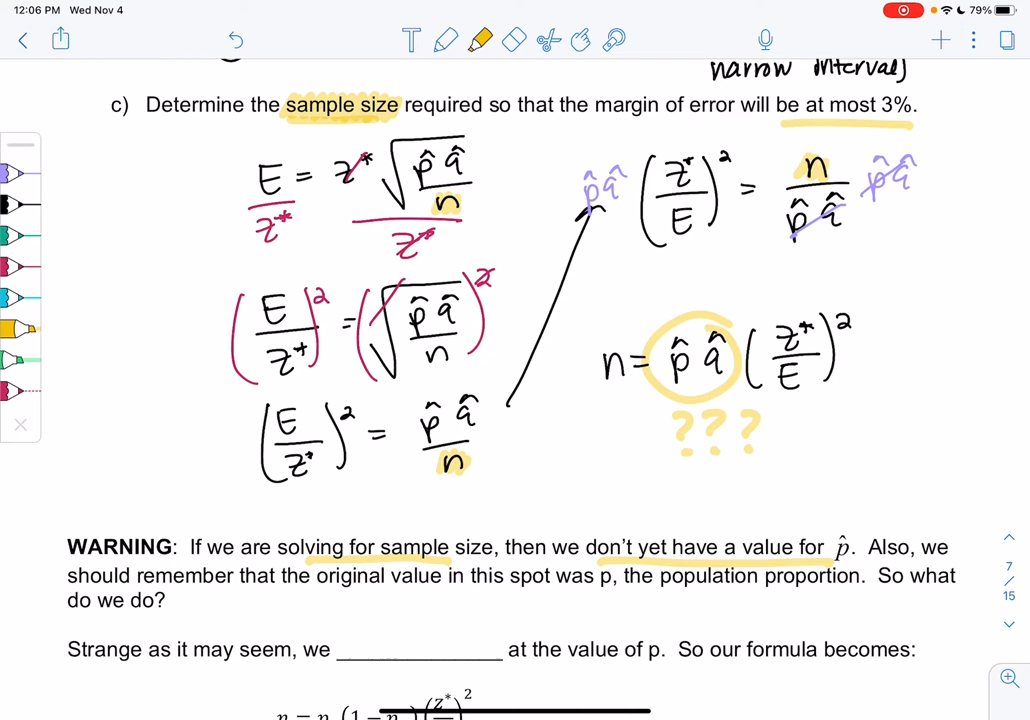 12:06 PM Wed Nov 4
79%
narrow interval)
c) Determine the sample size required so that the margin of error will be at most 3%.
E = z* √(p̂ q̂ / n)
z* z*
p̂q̂ (z*/E)² = n / p̂ q̂ p̂q̂
(E/z*)² = (√(p̂ q̂ / n))²
n = p̂ q̂ (z*/E)²
(E/z*)² = p̂ q̂ / n
? ? ?
WARNING: If we are solving for sample size, then we don't yet have a value for p̂. Also, we
should remember that the original value in this spot was p, the population proportion. So what
do we do?
Strange as it may seem, we ______________ at the value of p. So our formula becomes:
7
/
15